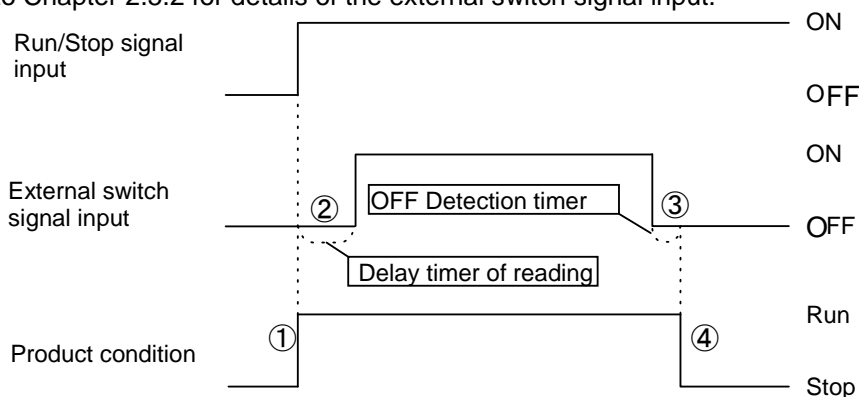 to Chapter 2.5.2 for details of the external switch signal input.
Run/Stop signal
input
ON
OFF
External switch
signal input
②
OFF Detection timer
③
ON
OFF
Delay timer of reading
Product condition
①
④
Run
Stop